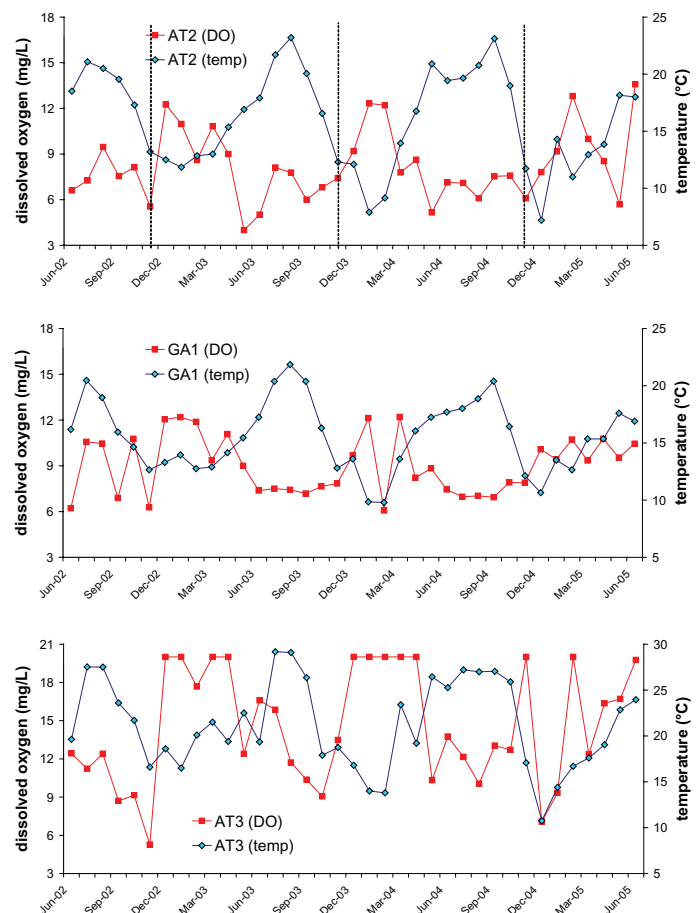 18
15
12
9
6
3
dissolved oxygen (mg/L)
AT2 (DO)
AT2 (temp)
25
20
15
10
5
temperature (°C)
Jun-02
Sep-02
Dec-02
Mar-03
Jun-03
Sep-03
Dec-03
Mar-04
Jun-04
Sep-04
Dec-04
Mar-05
Jun-05
18
15
12
9
6
3
dissolved oxygen (mg/L)
GA1 (DO)
GA1 (temp)
25
20
15
10
5
temperature (°C)
Jun-02
Sep-02
Dec-02
Mar-03
Jun-03
Sep-03
Dec-03
Mar-04
Jun-04
Sep-04
Dec-04
Mar-05
Jun-05
21
18
15
12
9
6
3
dissolved oxygen (mg/L)
AT3 (DO)
AT3 (temp)
30
25
20
15
10
5
temperature (°C)
Jun-02
Sep-02
Dec-02
Mar-03
Jun-03
Sep-03
Dec-03
Mar-04
Jun-04
Sep-04
Dec-04
Mar-05
Jun-05